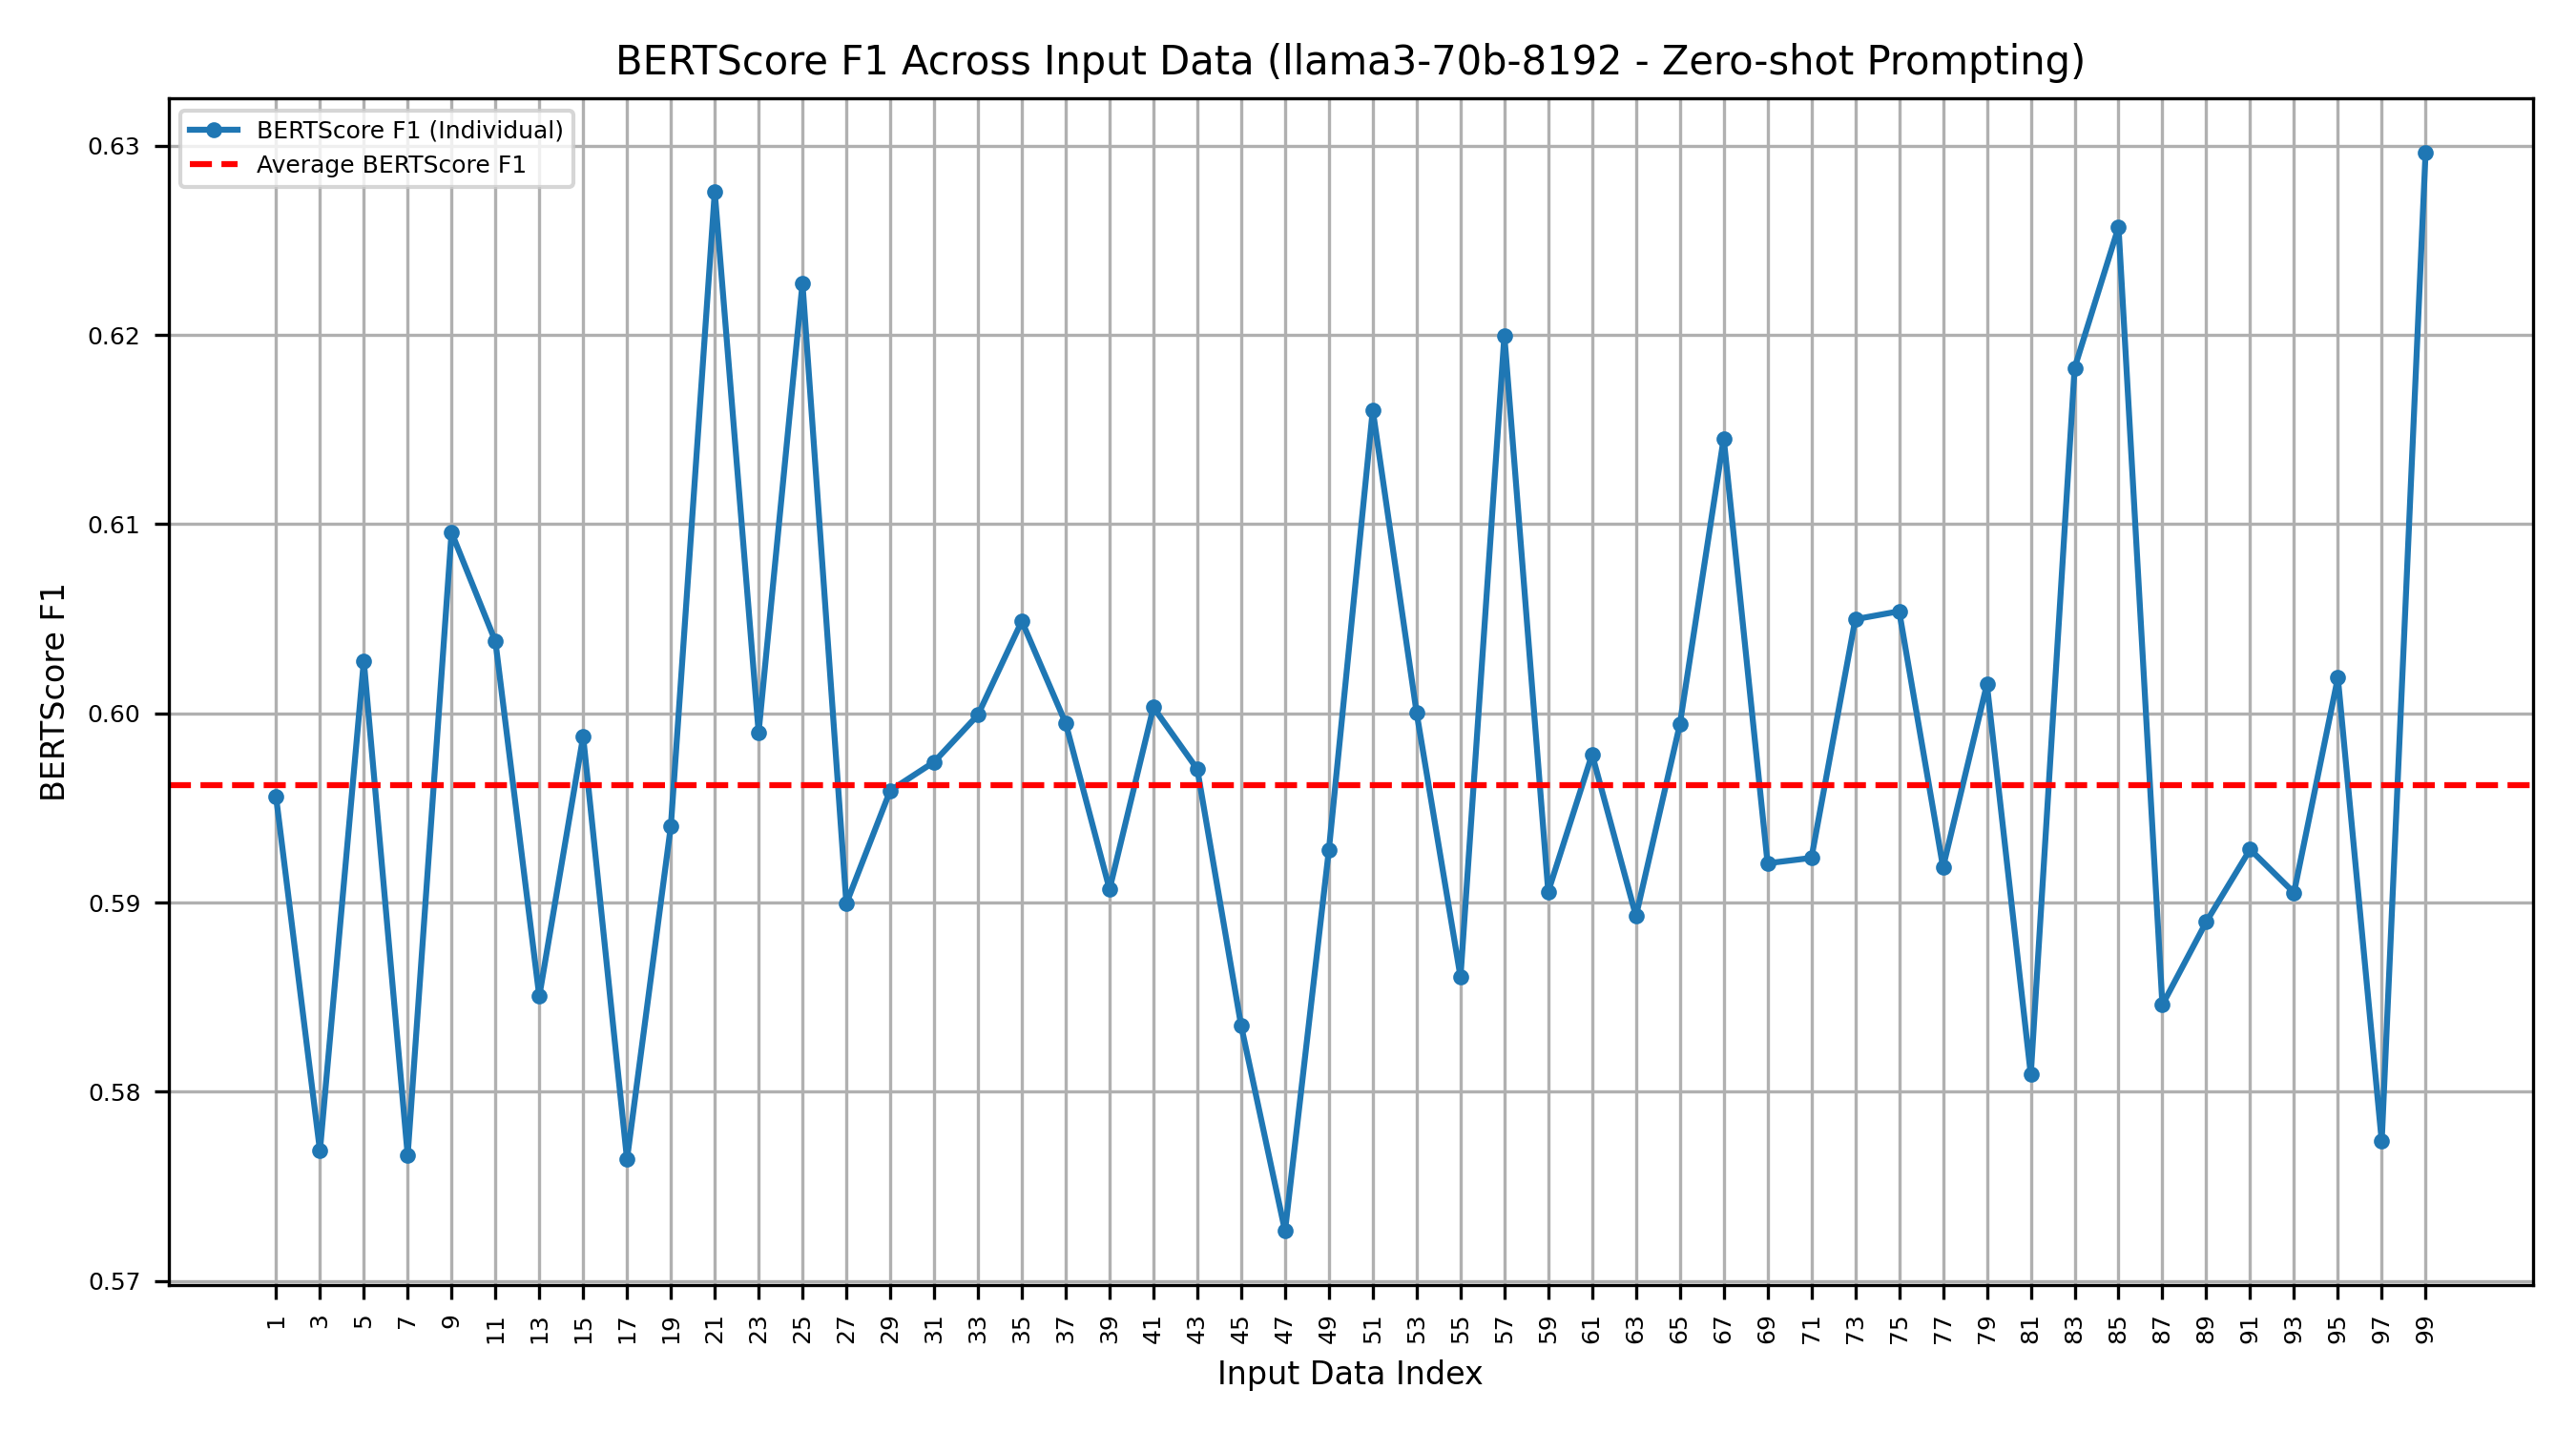 BERTScore F1 Across Input Data (llama3-70b-8192 - Zero-shot Prompting)
BERTScore F1 (Individual)
Average BERTScore F1
BERTScore F1
0.63
0.62
0.61
0.60
0.59
0.58
0.57
1 3 5 7 9 11 13 15 17 19 21 23 25 27 29 31 33 35 37 39 41 43 45 47 49 51 53 55 57 59 61 63 65 67 69 71 73 75 77 79 81 83 85 87 89 91 93 95 97 99
Input Data Index